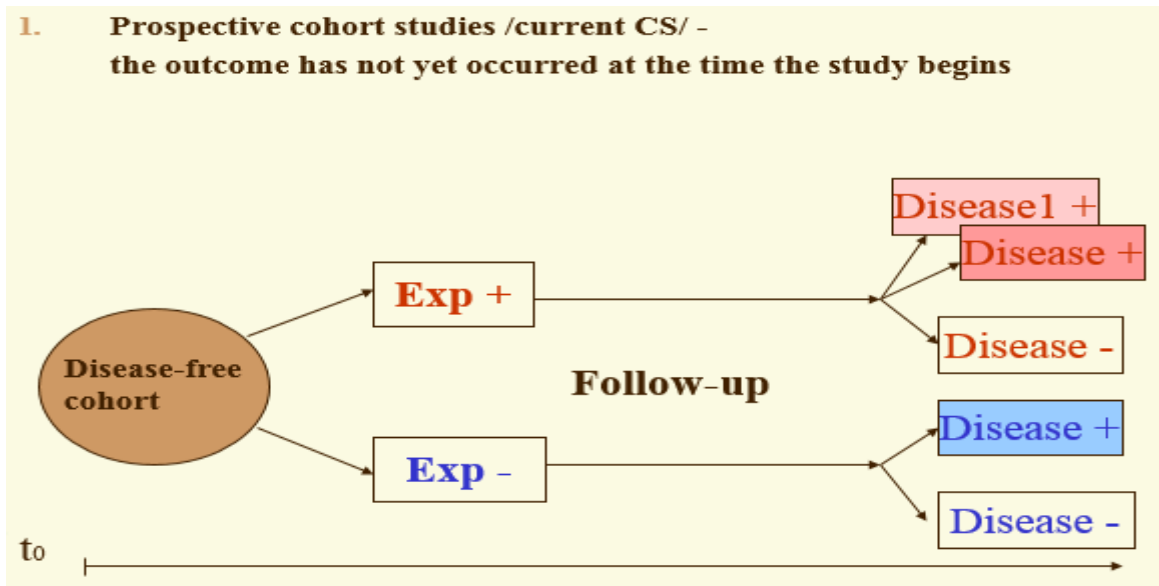 1. Prospective cohort studies /current CS/ -
the outcome has not yet occurred at the time the study begins
Disease1 +
Disease +
Exp +
Disease -
Disease-free
cohort
Follow-up
Disease +
Exp -
Disease -
t0